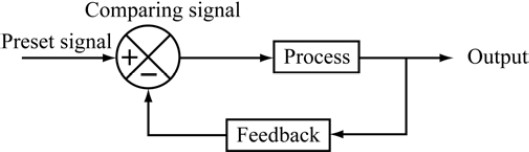 Comparing signal
Preset signal
+
−
Process
Output
Feedback